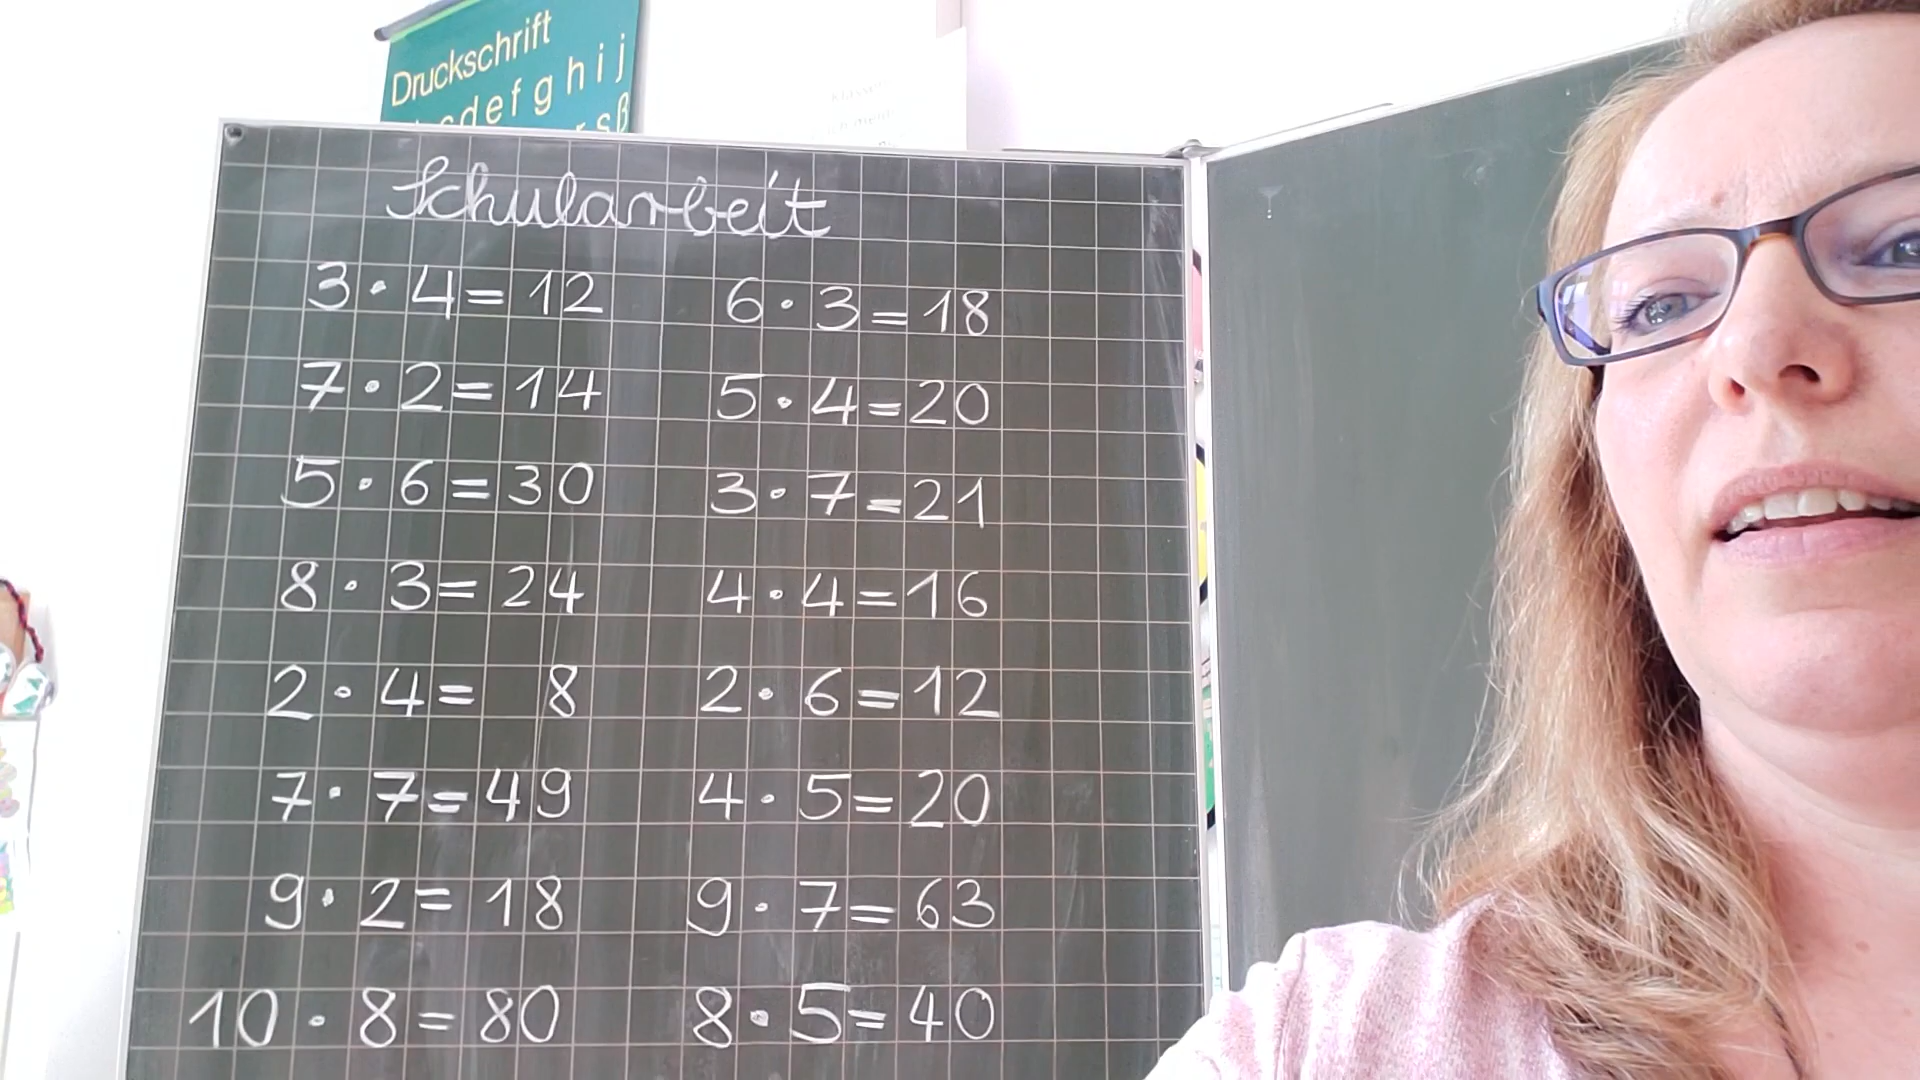 Druckschrift
d e f g h i j
r s ß
Schularbeit
3 · 4 = 12 6 · 3 = 18
7 · 2 = 14 5 · 4 = 20
5 · 6 = 30 3 · 7 = 21
8 · 3 = 24 4 · 4 = 16
2 · 4 = 8 2 · 6 = 12
7 · 7 = 49 4 · 5 = 20
9 · 2 = 18 9 · 7 = 63
10 · 8 = 80 8 · 5 = 40